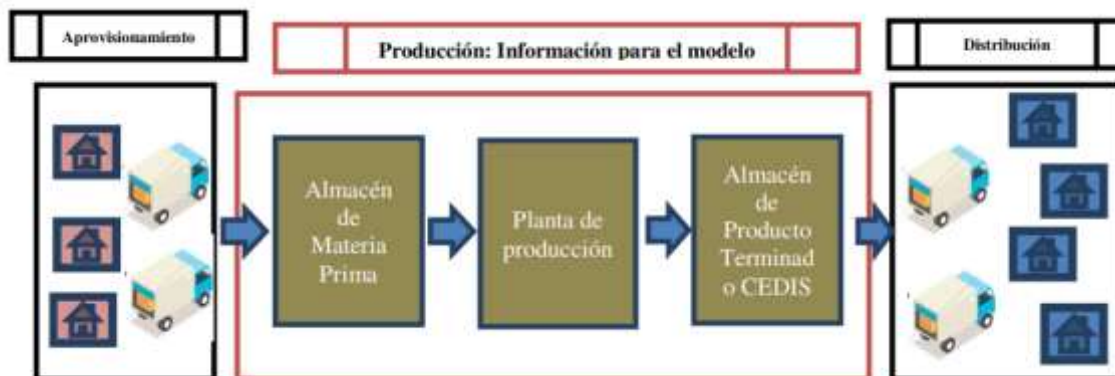 Aprovisionamiento
Producción: Información para el modelo
Distribución
Almacén
de
Materia
Prima
Planta de
producción
Almacén
de
Producto
Terminad
o CEDIS